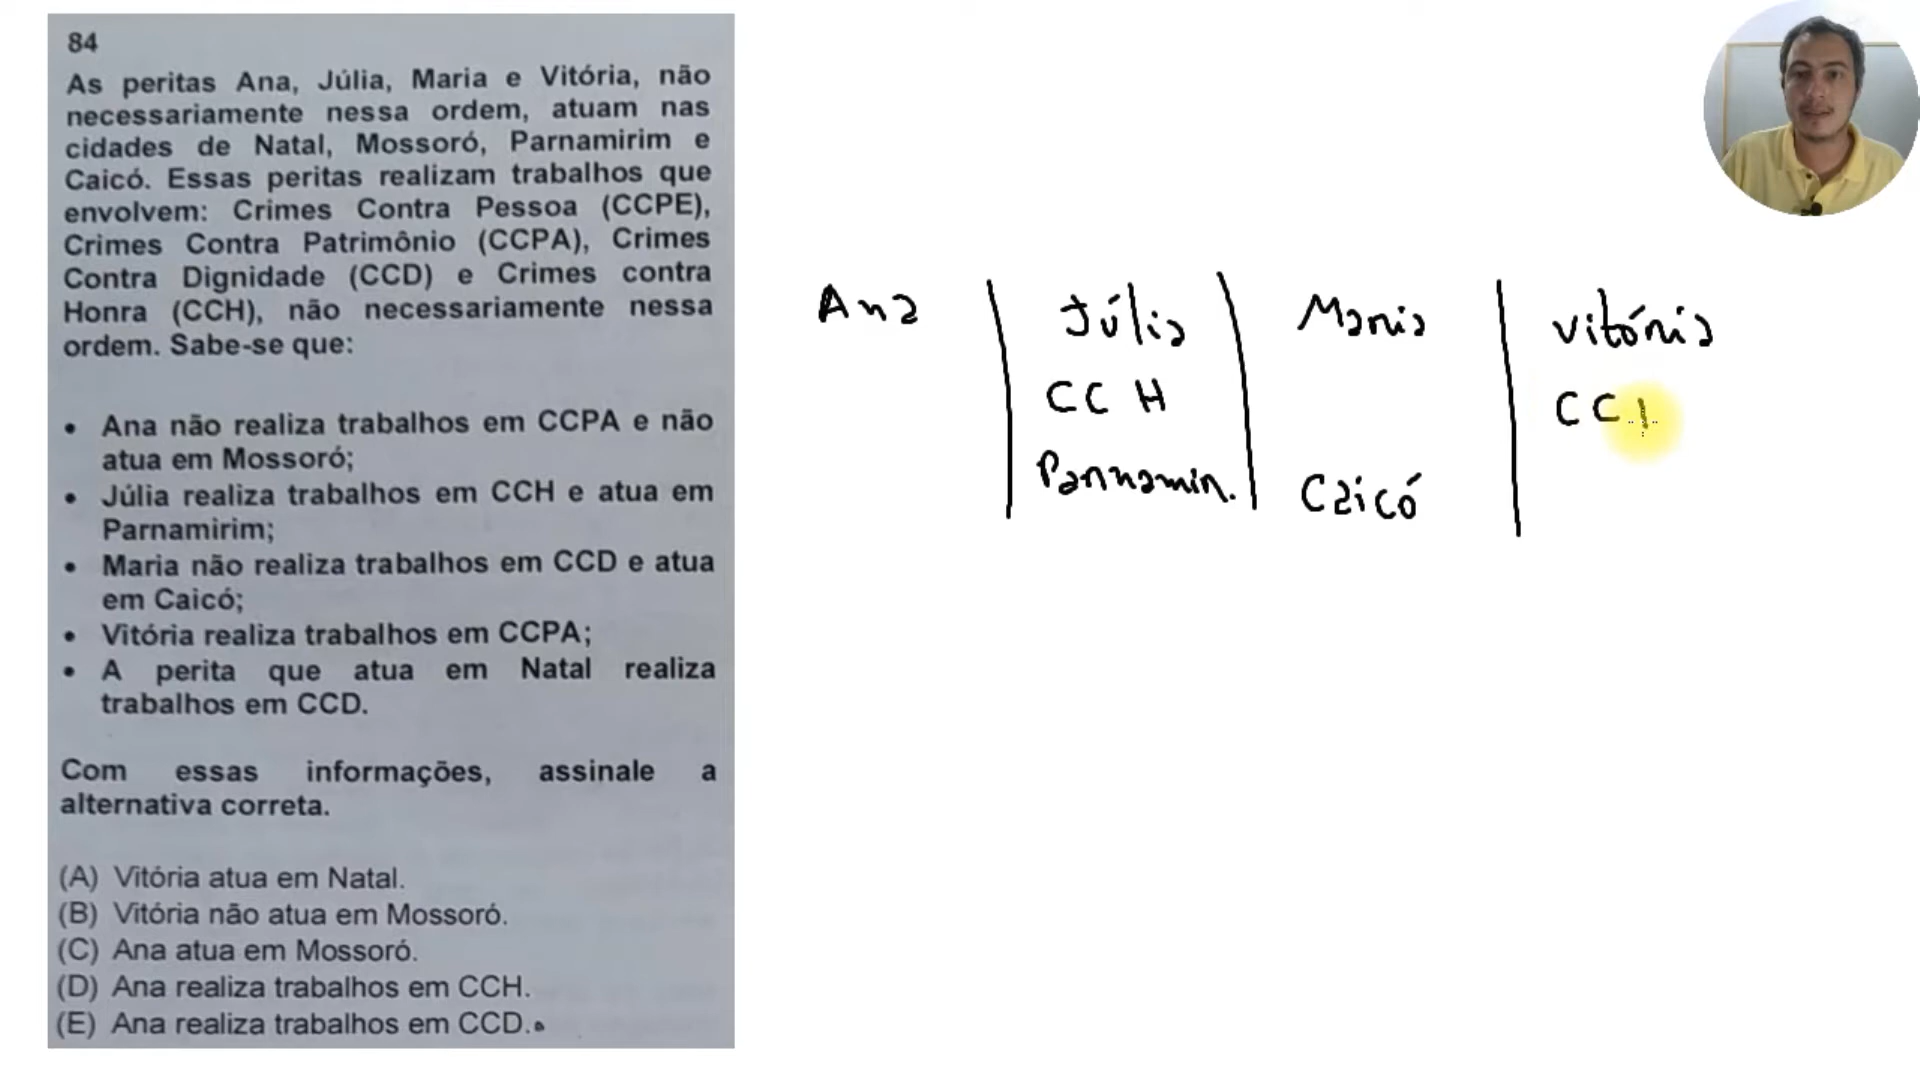 84
As peritas Ana, Júlia, Maria e Vitória, não
necessariamente nessa ordem, atuam nas
cidades de Natal, Mossoró, Parnamirim e
Caicó. Essas peritas realizam trabalhos que
envolvem: Crimes Contra Pessoa (CCPE),
Crimes Contra Patrimônio (CCPA), Crimes
Contra Dignidade (CCD) e Crimes contra
Honra (CCH), não necessariamente nessa
ordem. Sabe-se que:
• Ana não realiza trabalhos em CCPA e não
atua em Mossoró;
• Júlia realiza trabalhos em CCH e atua em
Parnamirim;
• Maria não realiza trabalhos em CCD e atua
em Caicó;
• Vitória realiza trabalhos em CCPA;
• A perita que atua em Natal realiza
trabalhos em CCD.
Com essas informações, assinale a
alternativa correta.
(A) Vitória atua em Natal.
(B) Vitória não atua em Mossoró.
(C) Ana atua em Mossoró.
(D) Ana realiza trabalhos em CCH.
(E) Ana realiza trabalhos em CCD.
Ana Júlia Maria Vitória
CCH CC
Parnamir. Caicó